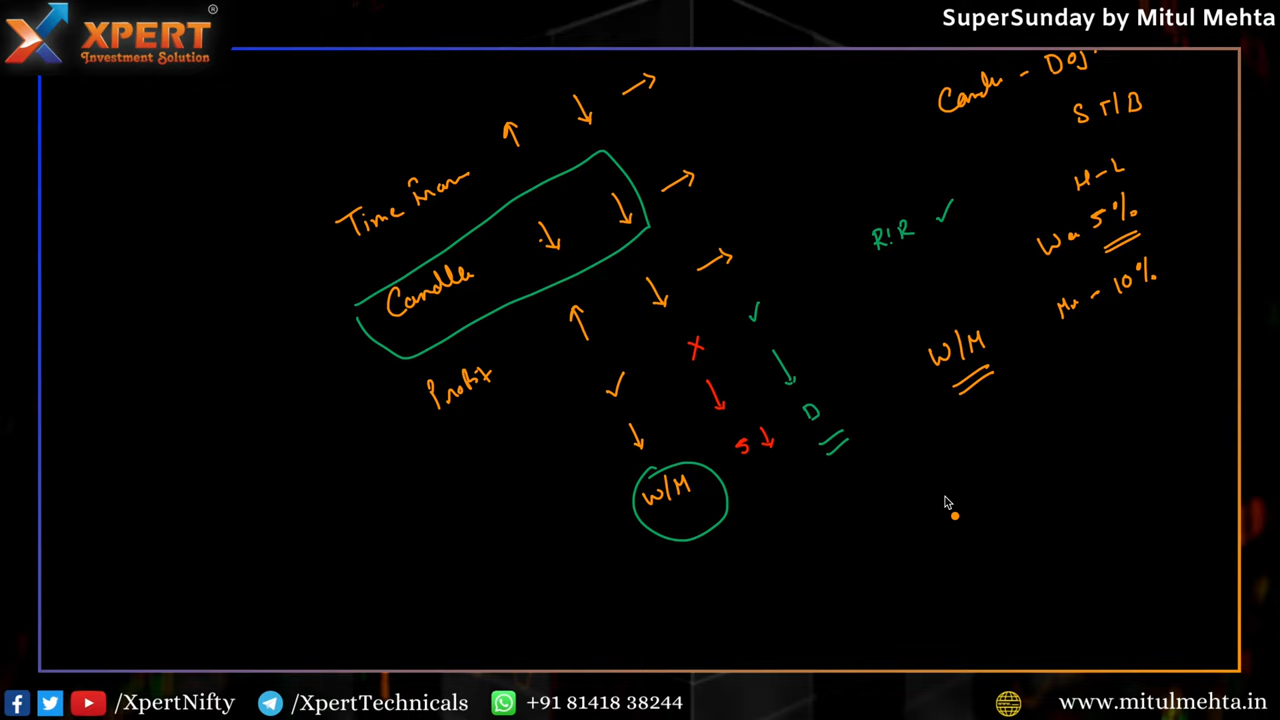 XPERT
Investment Solution
®
SuperSunday by Mitul Mehta
Candle - Doji
S T/B
H-L
5%
10%
Time Fram
Candle
Profit
R:R ✓
W/M
X
✓
✓
D
S
W/M
/XpertNifty
/XpertTechnicals
+91 81418 38244
www.mitulmehta.in